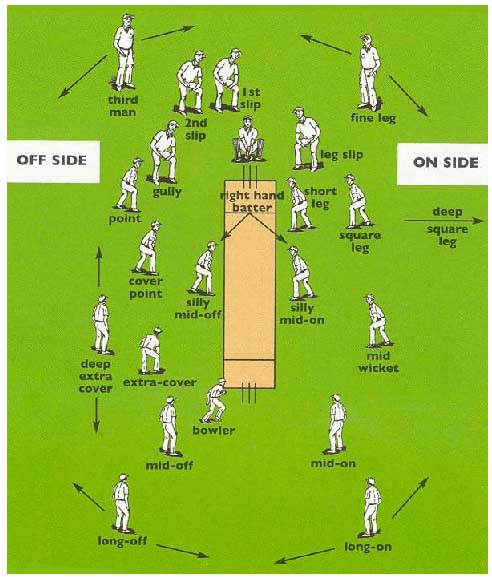 1st
slip
third
man
2nd
slip
fine leg
OFF SIDE
leg slip
ON SIDE
gully
right hand
batter
short
leg
point
deep
square
leg
square
leg
cover
point
silly
mid-off
silly
mid-on
deep
extra
cover
extra-cover
mid
wicket
bowler
mid-off
mid-on
long-off
long-on